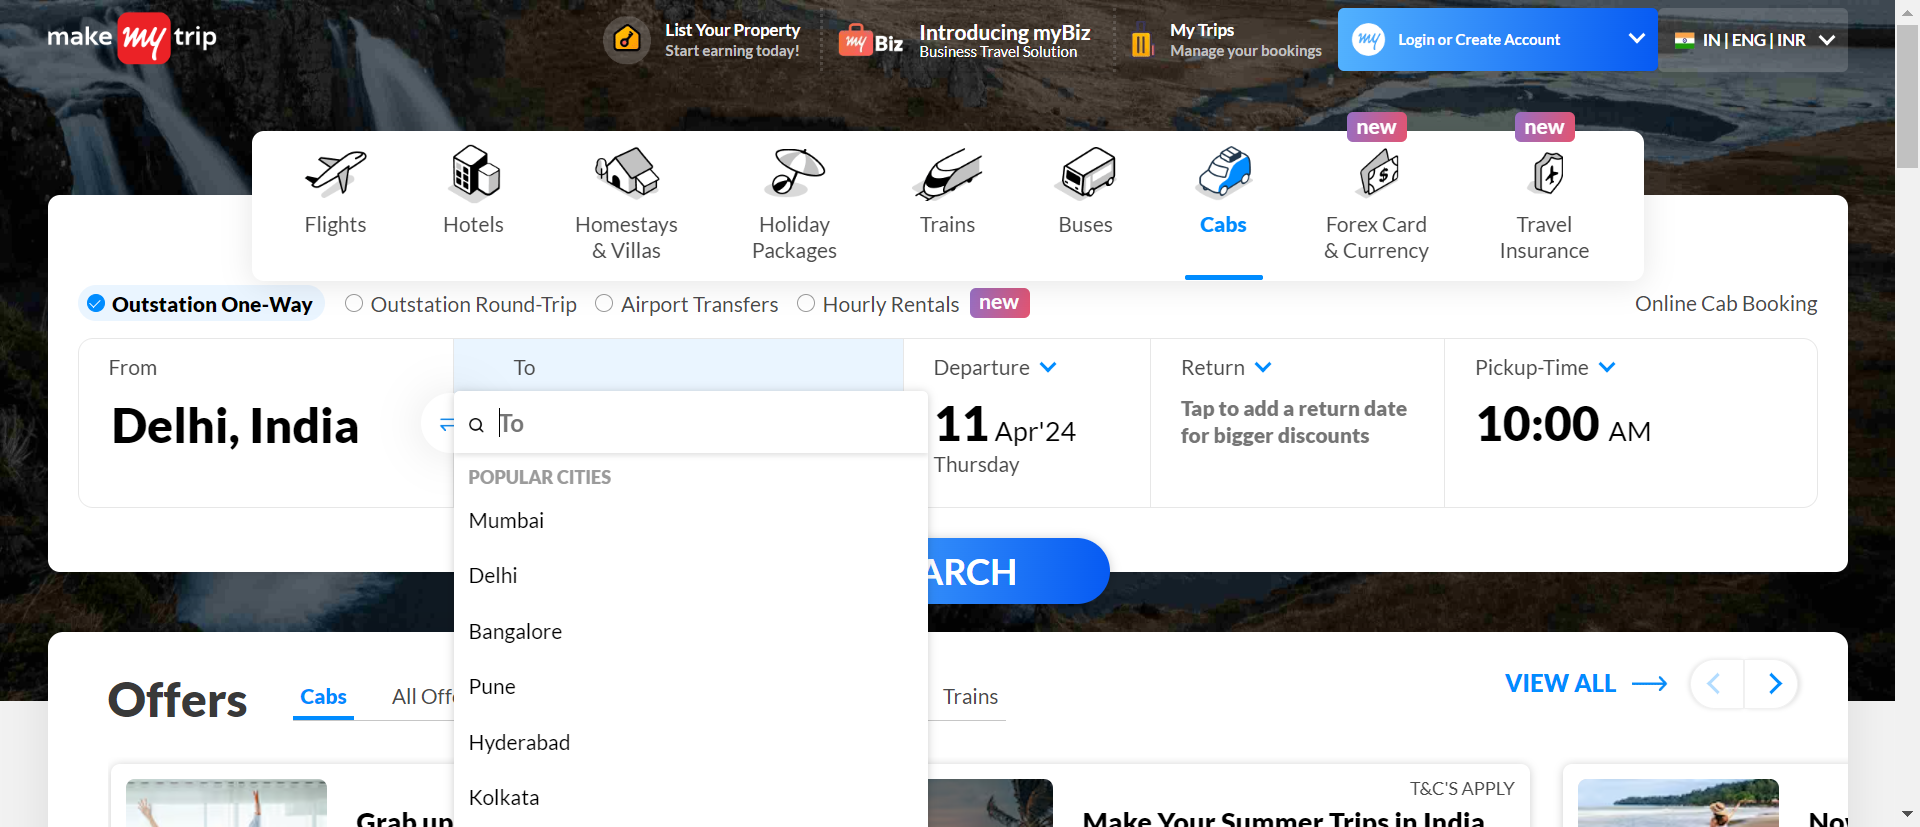 make my trip
List Your Property
Start earning today!
my Biz
Introducing myBiz
Business Travel Solution
My Trips
Manage your bookings
my Login or Create Account
IN | ENG | INR
new
new
Flights
Hotels
Homestays
& Villas
Holiday
Packages
Trains
Buses
Cabs
Forex Card
& Currency
Travel
Insurance
Outstation One-Way
Outstation Round-Trip
Airport Transfers
Hourly Rentals
new
Online Cab Booking
From
Delhi, India
To
To
POPULAR CITIES
Mumbai
Delhi
Bangalore
Pune
Hyderabad
Kolkata
Departure
11 Apr'24
Thursday
Return
Tap to add a return date
for bigger discounts
Pickup-Time
10:00 AM
ARCH
Offers
Cabs
All Off
Trains
VIEW ALL
Grab up
T&C'S APPLY
Make Your Summer Trips in India